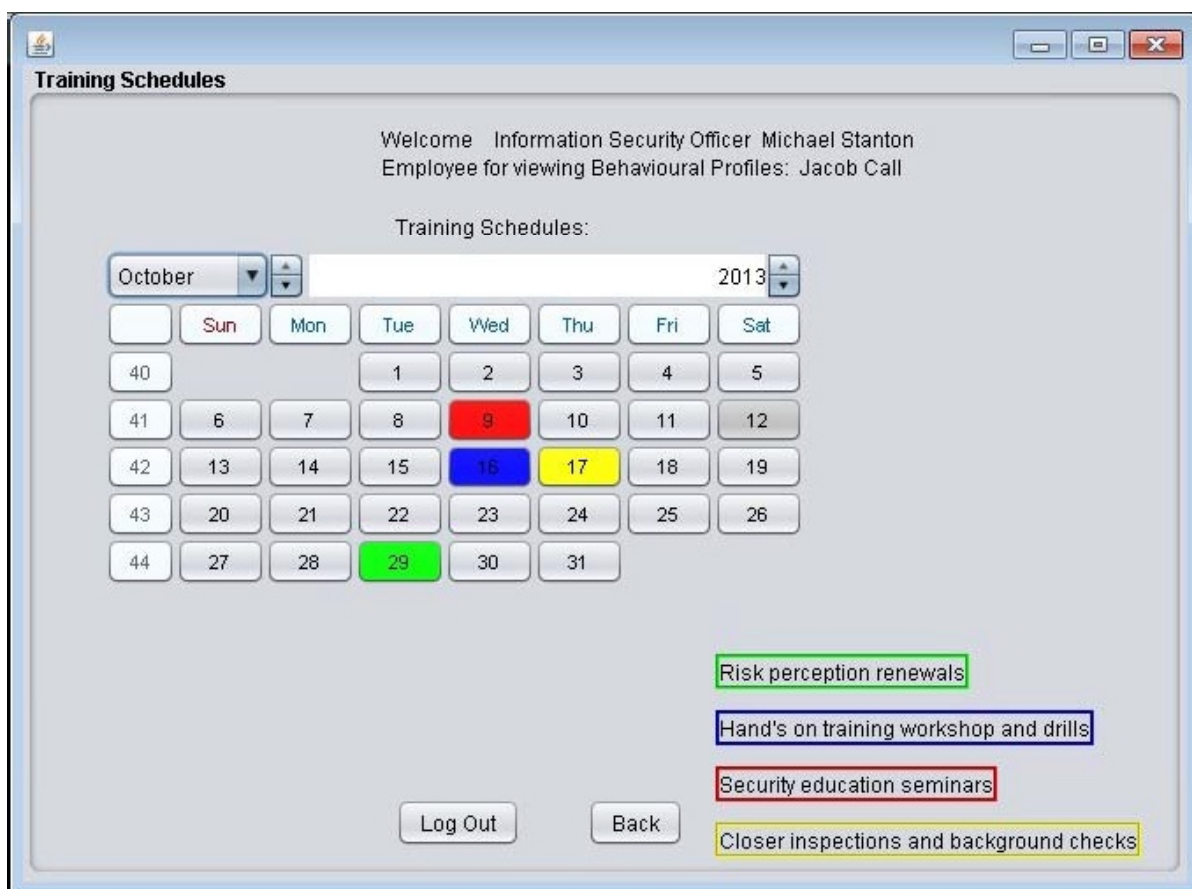 Training Schedules
Welcome Information Security Officer Michael Stanton
Employee for viewing Behavioural Profiles: Jacob Call
Training Schedules:
October 2013
Sun Mon Tue Wed Thu Fri Sat
40 1 2 3 4 5
41 6 7 8 9 10 11 12
42 13 14 15 16 17 18 19
43 20 21 22 23 24 25 26
44 27 28 29 30 31
Risk perception renewals
Hand's on training workshop and drills
Security education seminars
Closer inspections and background checks
Log Out Back